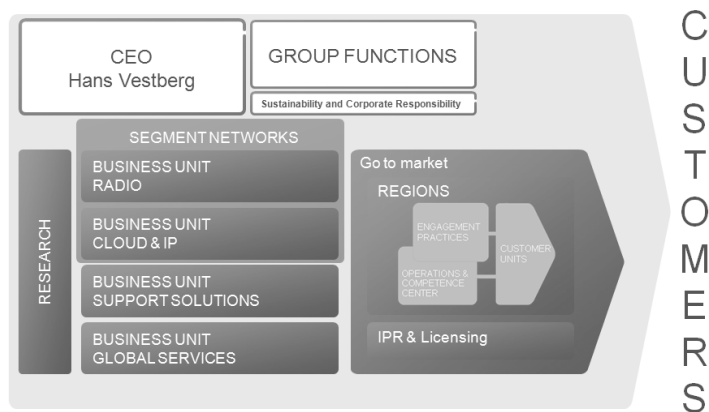 CEO
Hans Vestberg
GROUP FUNCTIONS
Sustainability and Corporate Responsibility
SEGMENT NETWORKS
BUSINESS UNIT
RADIO
BUSINESS UNIT
CLOUD & IP
BUSINESS UNIT
SUPPORT SOLUTIONS
BUSINESS UNIT
GLOBAL SERVICES
RESEARCH
Go to market
REGIONS
ENGAGEMENT
PRACTICES
OPERATIONS &
COMPETENCE
CENTER
CUSTOMER
UNITS
IPR & Licensing
CUSTOMERS